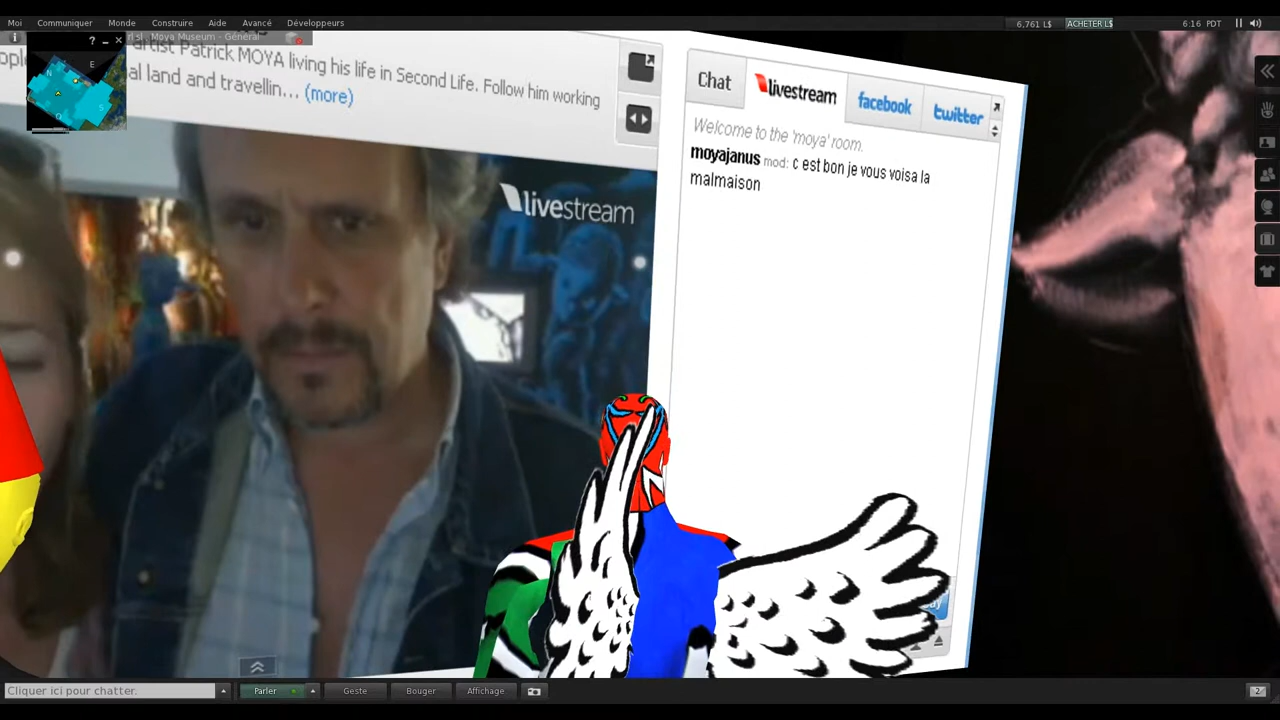 Moi Communiquer Monde Construire Aide Avancé Développeurs 6,761 L$ ACHETER L$ 6:16 PDT
Moya Museum - Général
artist Patrick MOYA living his life in Second Life. Follow him working
al land and travellin... (more)
Chat livestream facebook twitter
Welcome to the 'moya' room.
moyajanus mod: c est bon je vous voisa la
malmaison
livestream
N
E
S
O
Cliquer ici pour chatter. Parler Geste Bouger Affichage 2